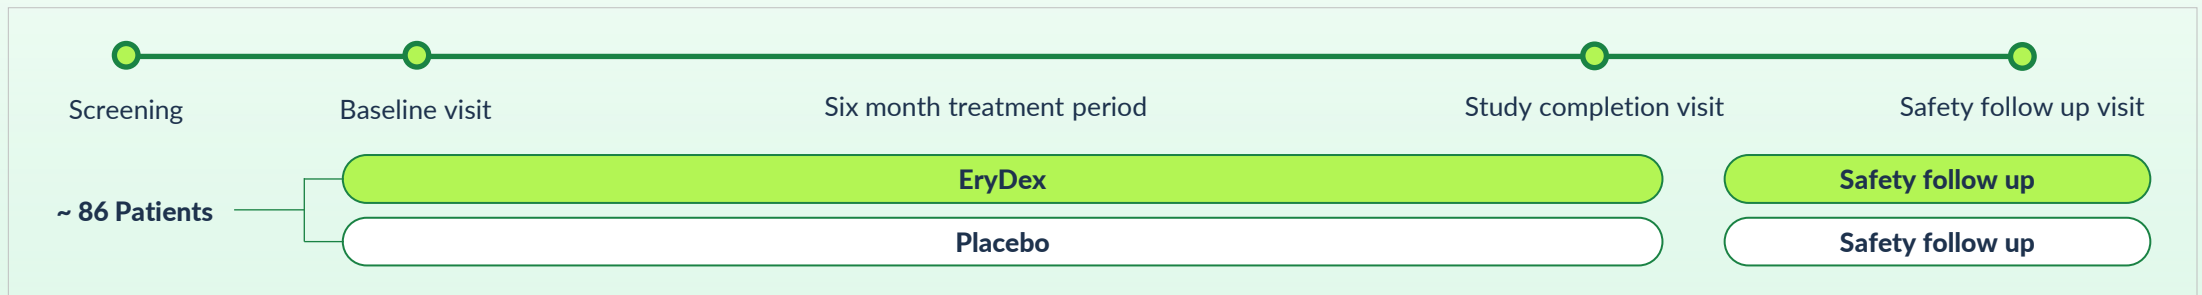 Screening
Baseline visit
Six month treatment period
Study completion visit
Safety follow up visit
~ 86 Patients
EryDex
Safety follow up
Placebo
Safety follow up